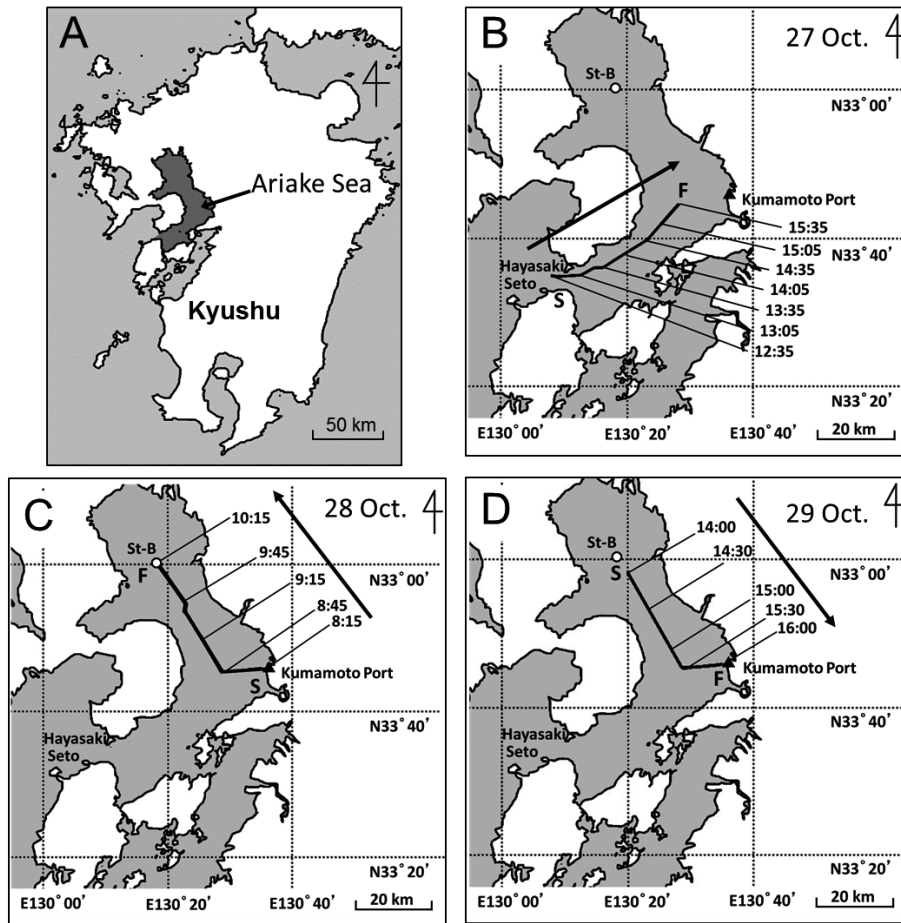 A
Ariake Sea
Kyushu
50 km
B
27 Oct.
St-B
N33° 00′
Kumamoto Port
F
15:35
15:05
N33° 40′
14:35
Hayasaki
Seto
14:05
S
13:35
13:05
12:35
N33° 20′
E130° 00′
E130° 20′
E130° 40′
20 km
C
28 Oct.
10:15
St-B
F
9:45
N33° 00′
9:15
8:45
8:15
Kumamoto Port
S
N33° 40′
Hayasaki
Seto
N33° 20′
E130° 00′
E130° 20′
E130° 40′
20 km
D
29 Oct.
14:00
St-B
14:30
S
N33° 00′
15:00
15:30
16:00
Kumamoto Port
F
N33° 40′
Hayasaki
Seto
N33° 20′
E130° 00′
E130° 20′
E130° 40′
20 km